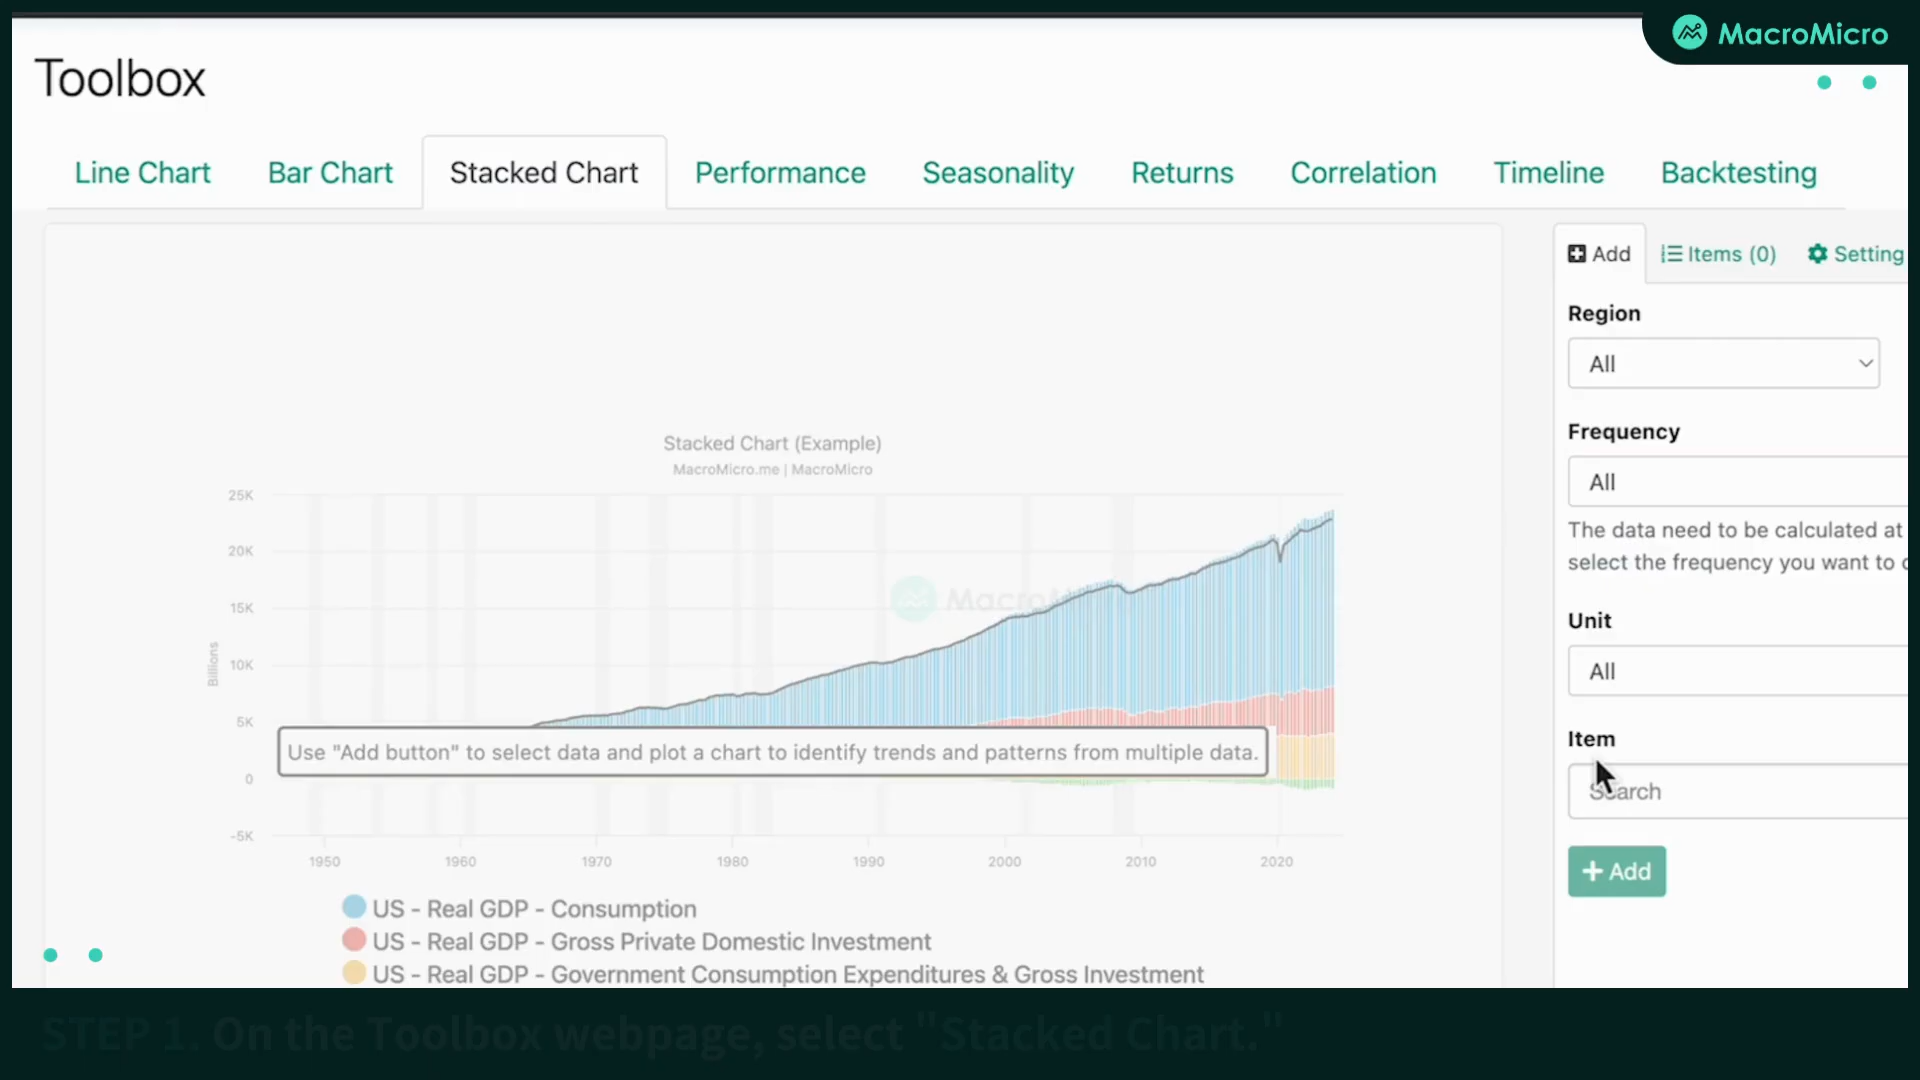 MacroMicro
Toolbox
Line Chart
Bar Chart
Stacked Chart
Performance
Seasonality
Returns
Correlation
Timeline
Backtesting
Add
Items (0)
Setting
Region
All
Frequency
All
The data need to be calculated at
select the frequency you want to
Unit
All
Item
Search
Add
Stacked Chart (Example)
MacroMicro.me | MacroMicro
25K
20K
15K
10K
5K
0
-5K
Billions
Macro
Use "Add button" to select data and plot a chart to identify trends and patterns from multiple data.
1950
1960
1970
1980
1990
2000
2010
2020
US - Real GDP - Consumption
US - Real GDP - Gross Private Domestic Investment
US - Real GDP - Government Consumption Expenditures & Gross Investment
STEP 1. On the Toolbox webpage, select "Stacked Chart."